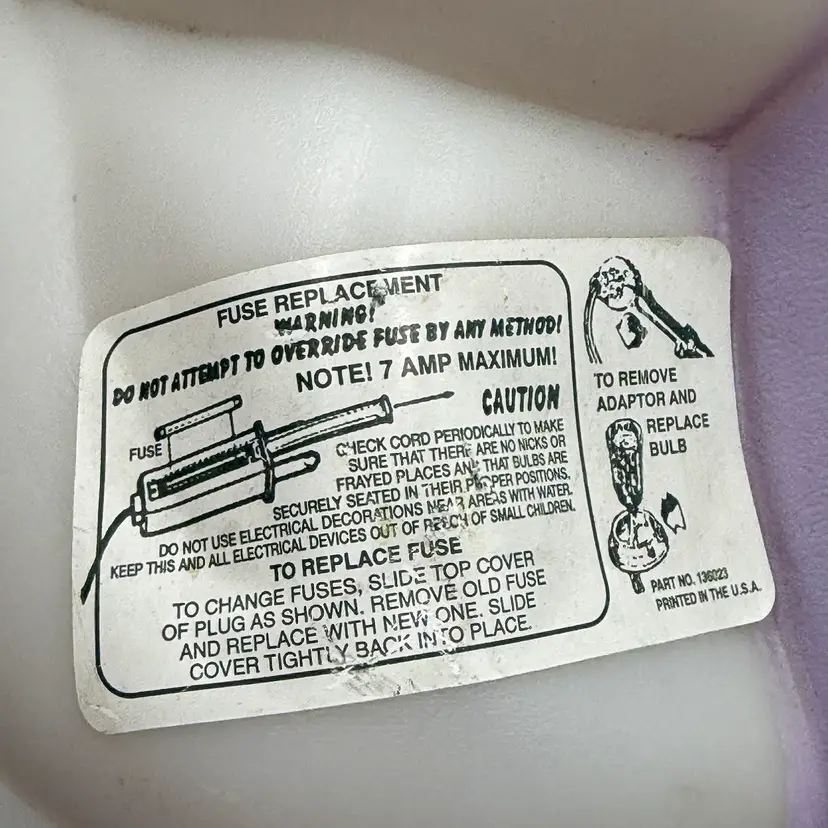 FUSE REPLACEMENT
WARNING!
DO NOT ATTEMPT TO OVERRIDE FUSE BY ANY METHOD!
NOTE! 7 AMP MAXIMUM!
CAUTION
FUSE
CHECK CORD PERIODICALLY TO MAKE
SURE THAT THERE ARE NO NICKS OR
FRAYED PLACES AND THAT BULBS ARE
SECURELY SEATED IN THEIR PROPER POSITIONS.
DO NOT USE ELECTRICAL DECORATIONS NEAR AREAS WITH WATER.
KEEP THIS AND ALL ELECTRICAL DEVICES OUT OF REACH OF SMALL CHILDREN.
TO REPLACE FUSE
TO CHANGE FUSES, SLIDE TOP COVER
OF PLUG AS SHOWN. REMOVE OLD FUSE
AND REPLACE WITH NEW ONE. SLIDE
COVER TIGHTLY BACK INTO PLACE.
TO REMOVE
ADAPTOR AND
REPLACE
BULB
PART NO. 136023
PRINTED IN THE U.S.A.